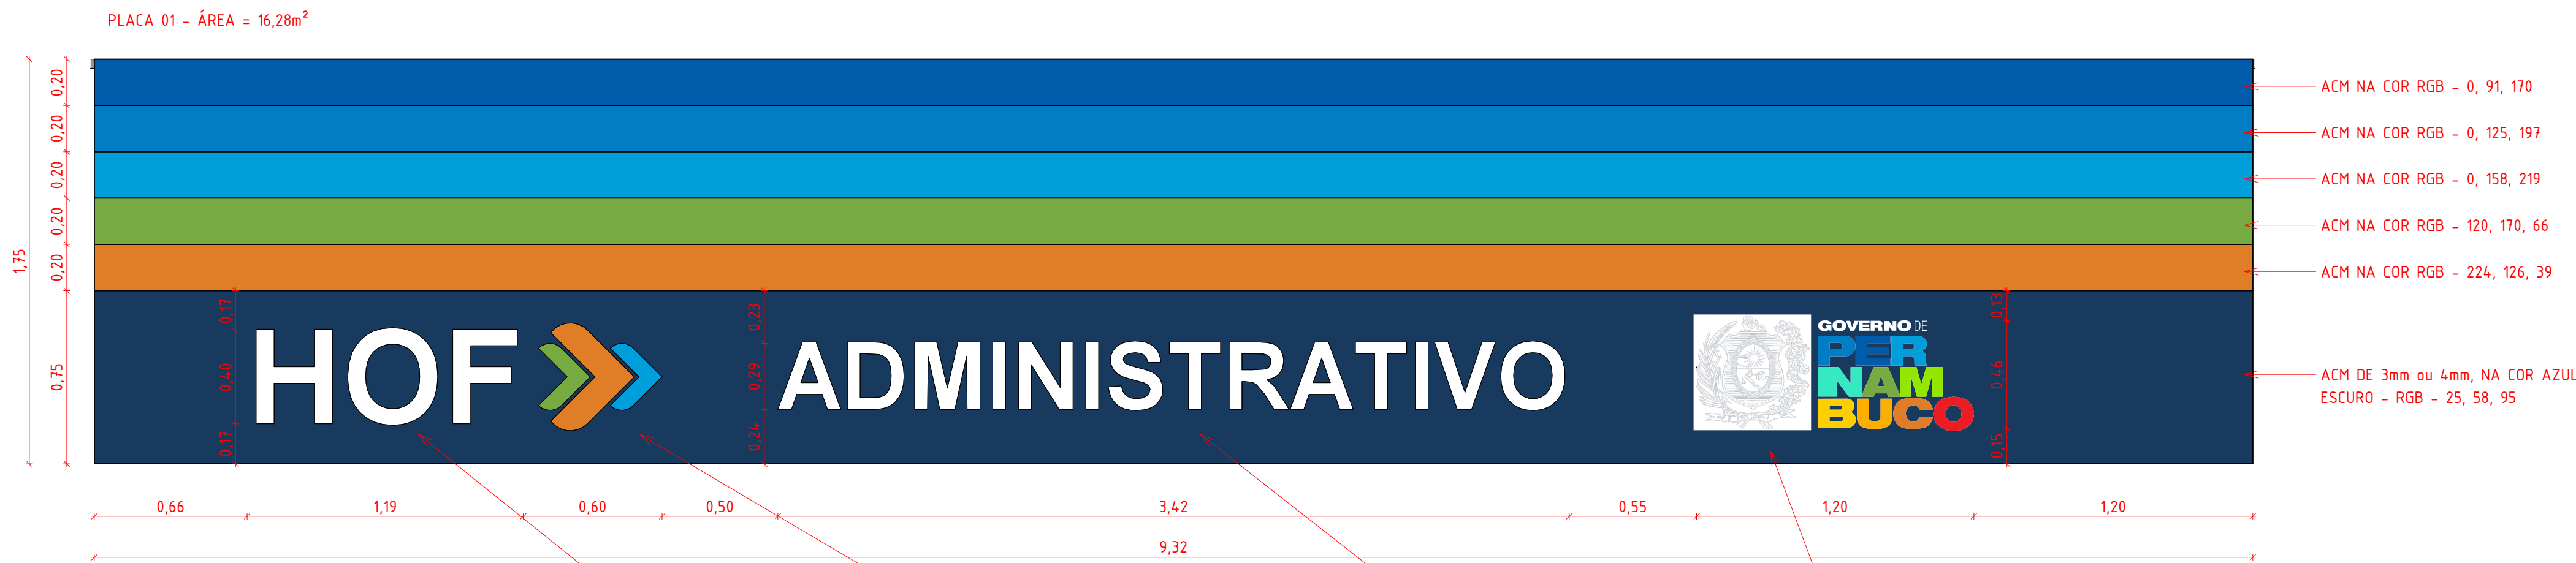 PLACA 01 - ÁREA = 16,28m²
1,75
0,20
0,20
0,20
0,20
0,20
0,75
ACM NA COR RGB - 0, 91, 170
ACM NA COR RGB - 0, 125, 197
ACM NA COR RGB - 0, 158, 219
ACM NA COR RGB - 120, 170, 66
ACM NA COR RGB - 224, 126, 39
0,17
0,40
0,17
HOF
0,23
0,29
0,24
ADMINISTRATIVO
GOVERNO DE
PER
NAM
BUCO
0,13
0,46
0,15
ACM DE 3mm ou 4mm, NA COR AZUL
ESCURO - RGB - 25, 58, 95
0,66 1,19 0,60 0,50 3,42 0,55 1,20 1,20
9,32